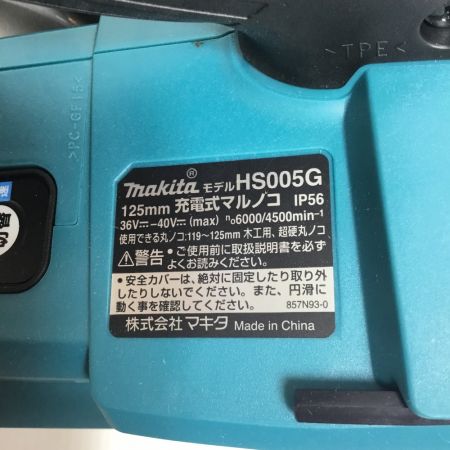 >TPE<
>PC-GF15<
makita® モデル HS005G
125mm 充電式マルノコ IP56
36V⎓-40V⎓(max) n₀6000/4500min⁻¹
使用できる丸ノコ:119～125mm 木工用、超硬丸ノコ
⚠警告 ●ご使用前に取扱説明書を必ずよくお読みください。
●安全カバーは、絶対に固定したり取り外
したりしないでください。また、円滑に
動く事を確認してください。 857N93-0
株式会社マキタ Made in China